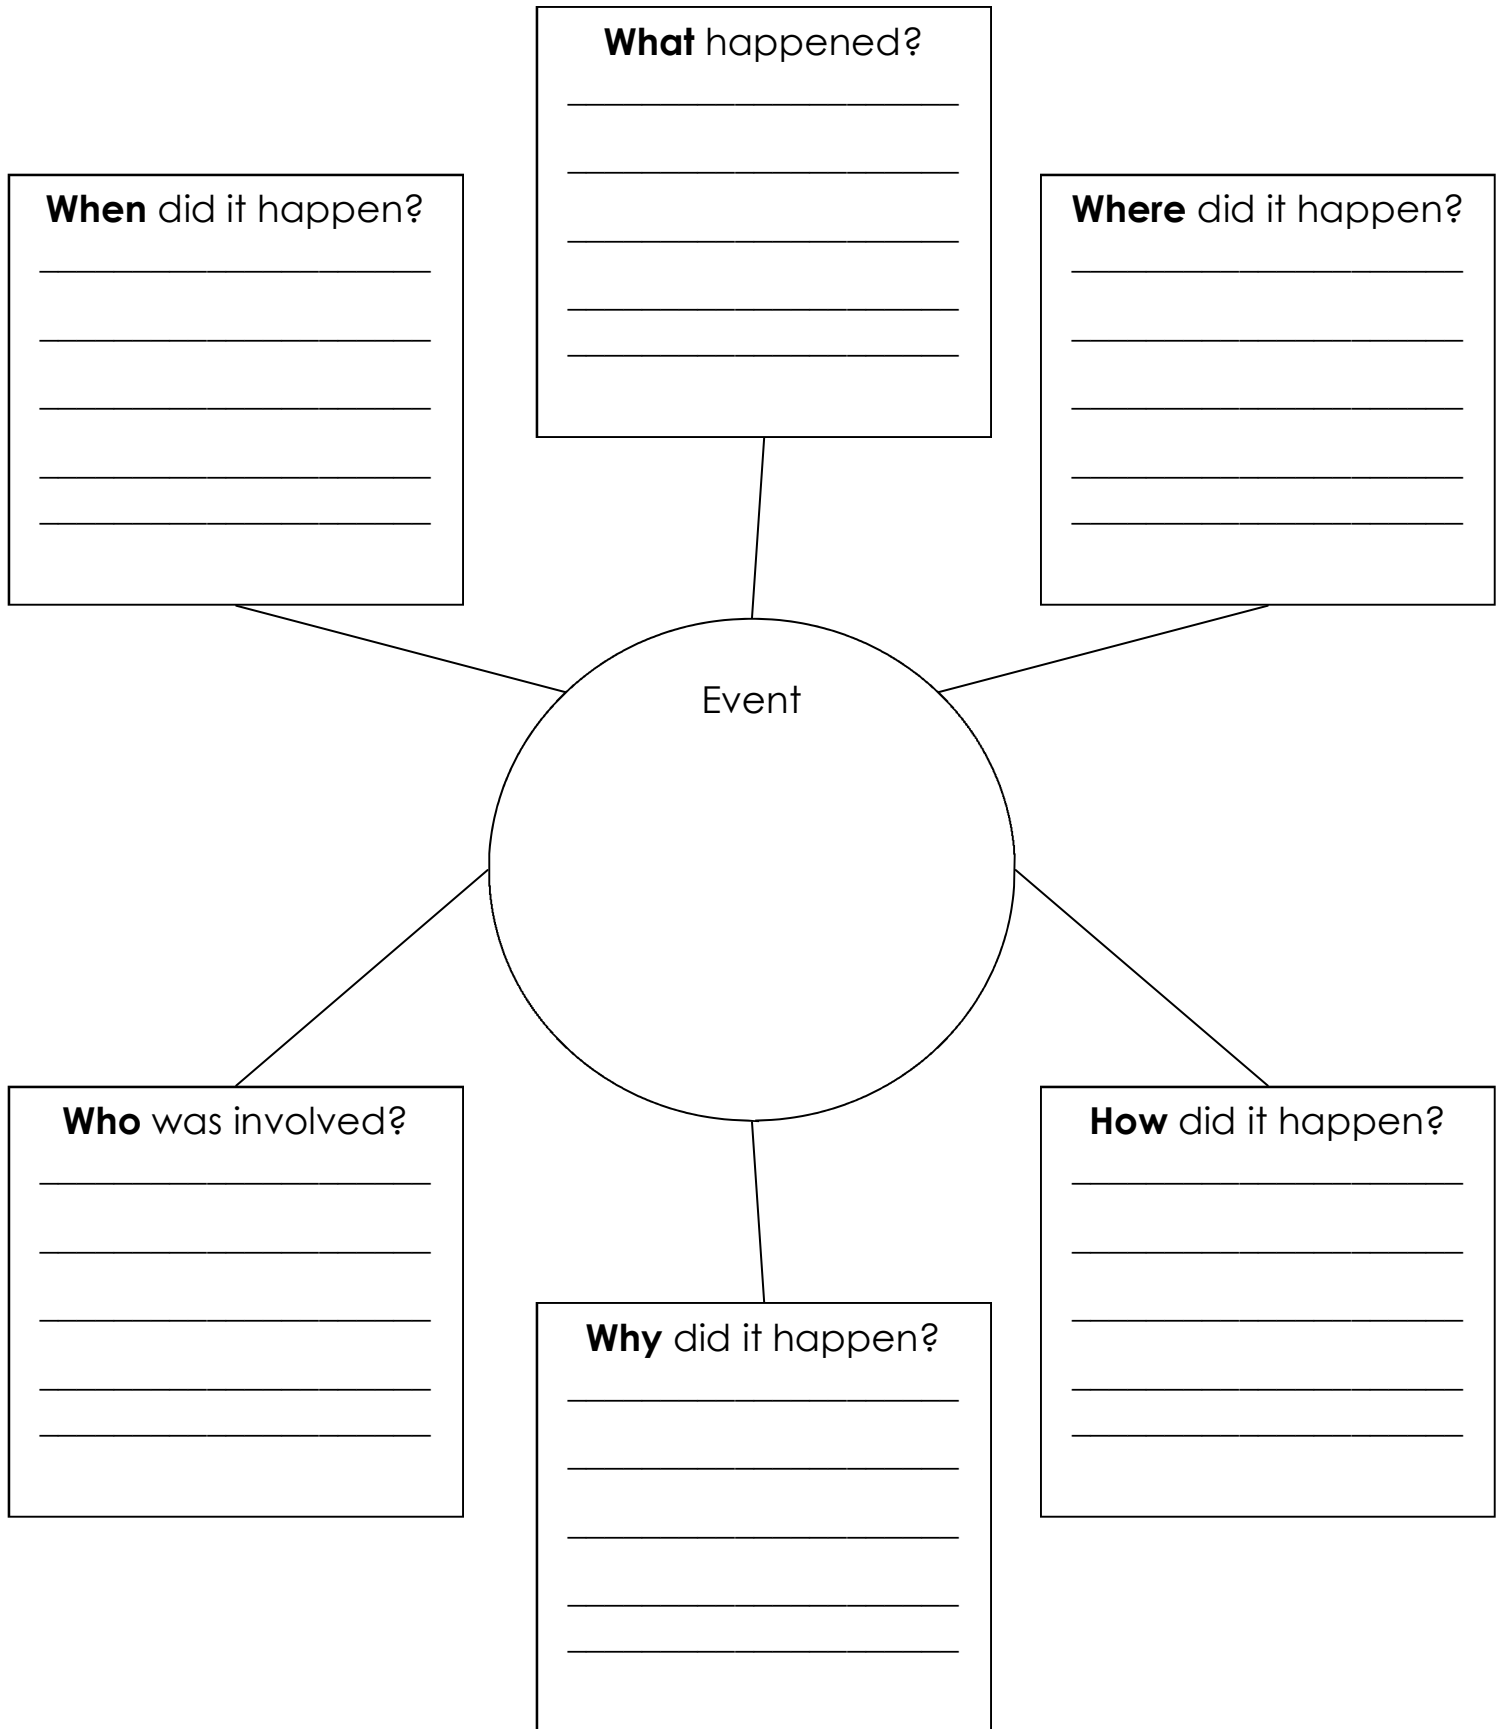 What happened?
When did it happen?
Where did it happen?
Event
Who was involved?
How did it happen?
Why did it happen?